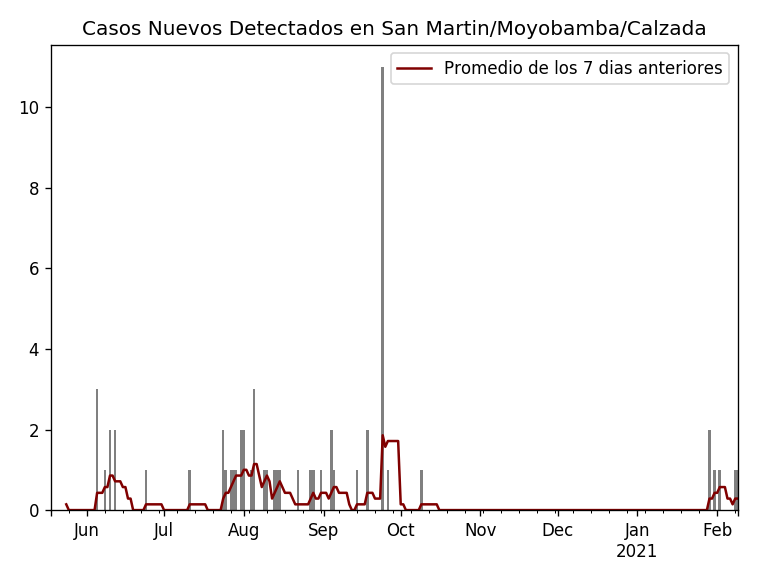 Casos Nuevos Detectados en San Martin/Moyobamba/Calzada
Promedio de los 7 dias anteriores
10
8
6
4
2
0
Jun Jul Aug Sep Oct Nov Dec Jan Feb
2021